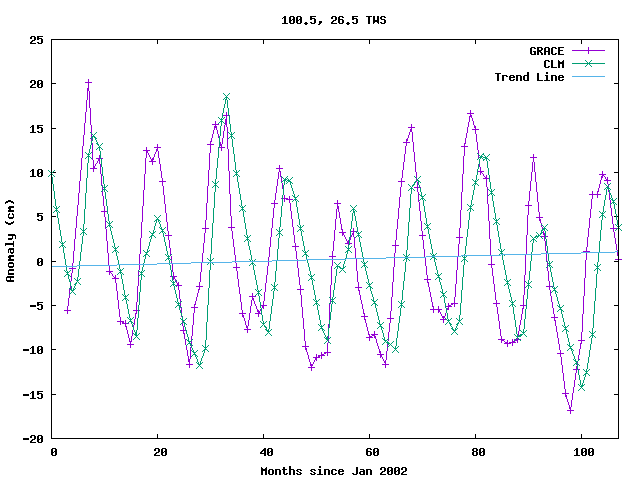 100.5, 26.5 TWS
GRACE
CLM
Trend Line
25
20
15
10
5
0
-5
-10
-15
-20
Anomaly (cm)
0 20 40 60 80 100
Months since Jan 2002